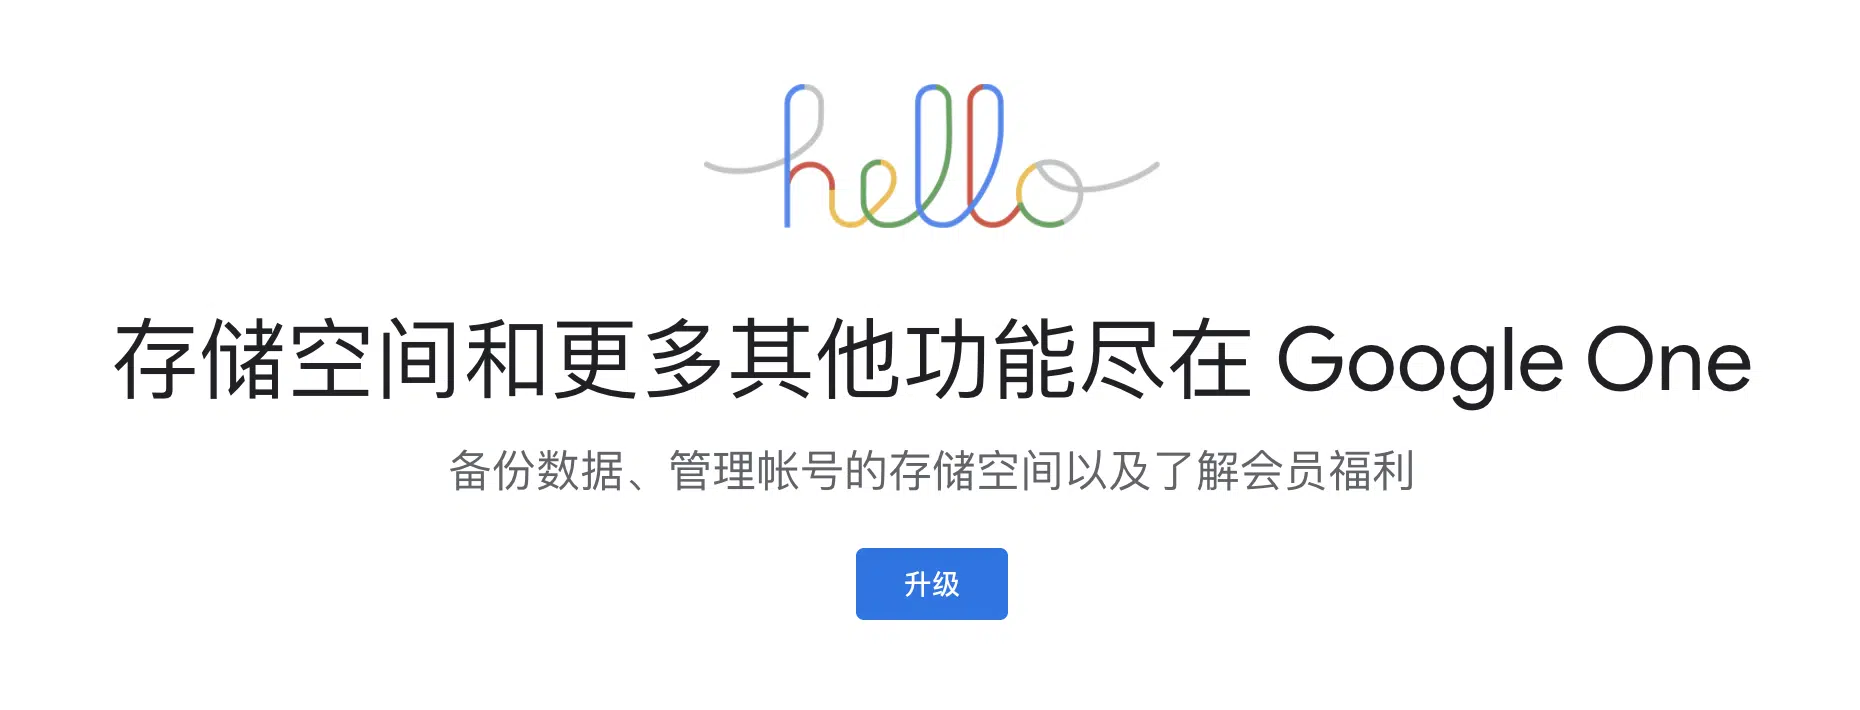 hello
存储空间和更多其他功能尽在 Google One
备份数据、管理帐号的存储空间以及了解会员福利
升级